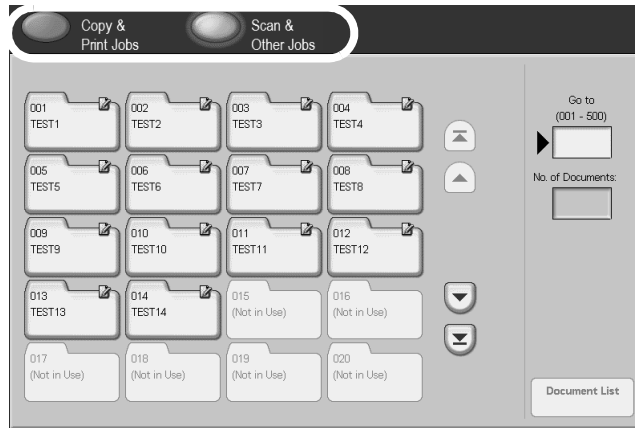 Copy &
Print Jobs
Scan &
Other Jobs
001
TEST1
002
TEST2
003
TEST3
004
TEST4
005
TEST5
006
TEST6
007
TEST7
008
TEST8
009
TEST9
010
TEST10
011
TEST11
012
TEST12
013
TEST13
014
TEST14
015
(Not in Use)
016
(Not in Use)
017
(Not in Use)
018
(Not in Use)
019
(Not in Use)
020
(Not in Use)
Go to
(001 - 500)
No. of Documents:
Document List